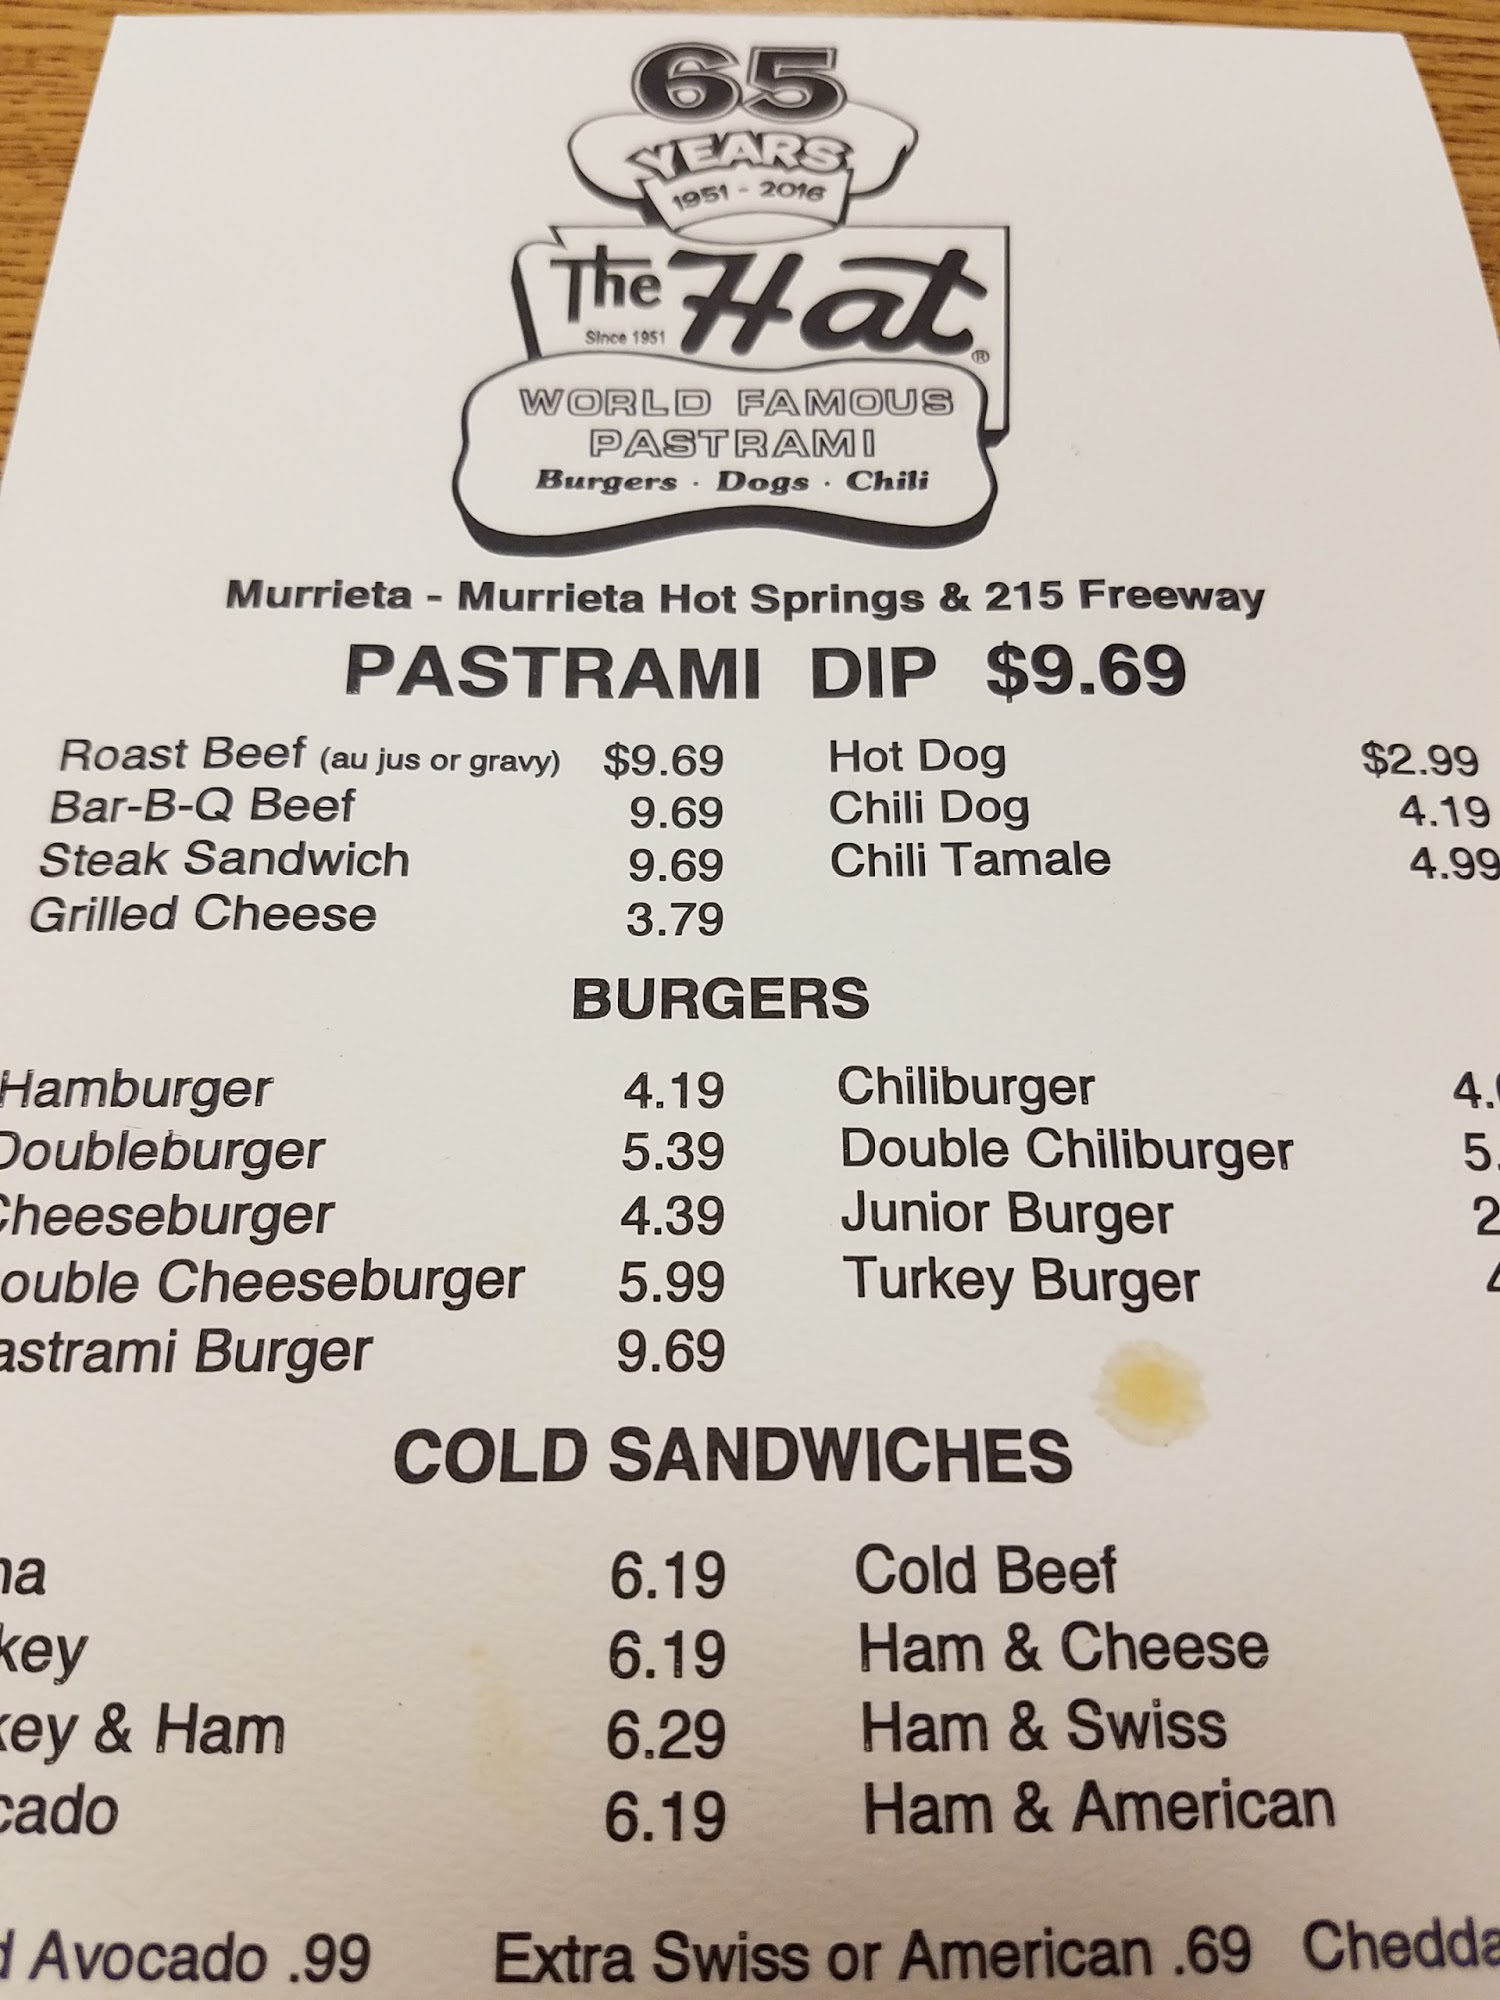 65
YEARS
1951 - 2016
The Hat ®
Since 1951
WORLD FAMOUS
PASTRAMI
Burgers · Dogs · Chili
Murrieta - Murrieta Hot Springs & 215 Freeway
PASTRAMI DIP $9.69
Roast Beef (au jus or gravy) $9.69 Hot Dog $2.99
Bar-B-Q Beef 9.69 Chili Dog 4.19
Steak Sandwich 9.69 Chili Tamale 4.99
Grilled Cheese 3.79
BURGERS
Hamburger 4.19 Chiliburger
Doubleburger 5.39 Double Chiliburger
Cheeseburger 4.39 Junior Burger
ouble Cheeseburger 5.99 Turkey Burger
astrami Burger 9.69
COLD SANDWICHES
6.19 Cold Beef
key 6.19 Ham & Cheese
key & Ham 6.29 Ham & Swiss
cado 6.19 Ham & American
Avocado .99 Extra Swiss or American .69 Chedda